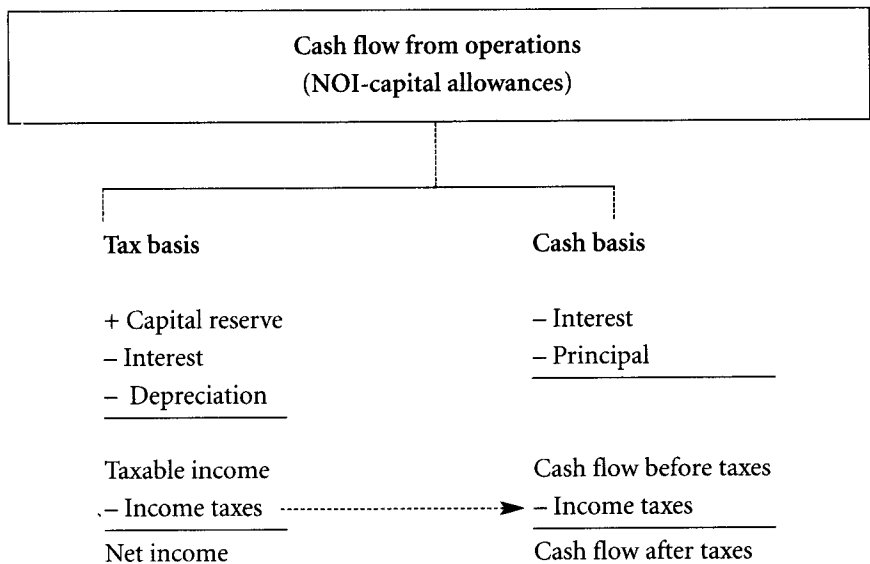 Cash flow from operations
(NOI-capital allowances)
Tax basis
+ Capital reserve
– Interest
– Depreciation
Taxable income
– Income taxes
Net income
Cash basis
– Interest
– Principal
Cash flow before taxes
– Income taxes
Cash flow after taxes